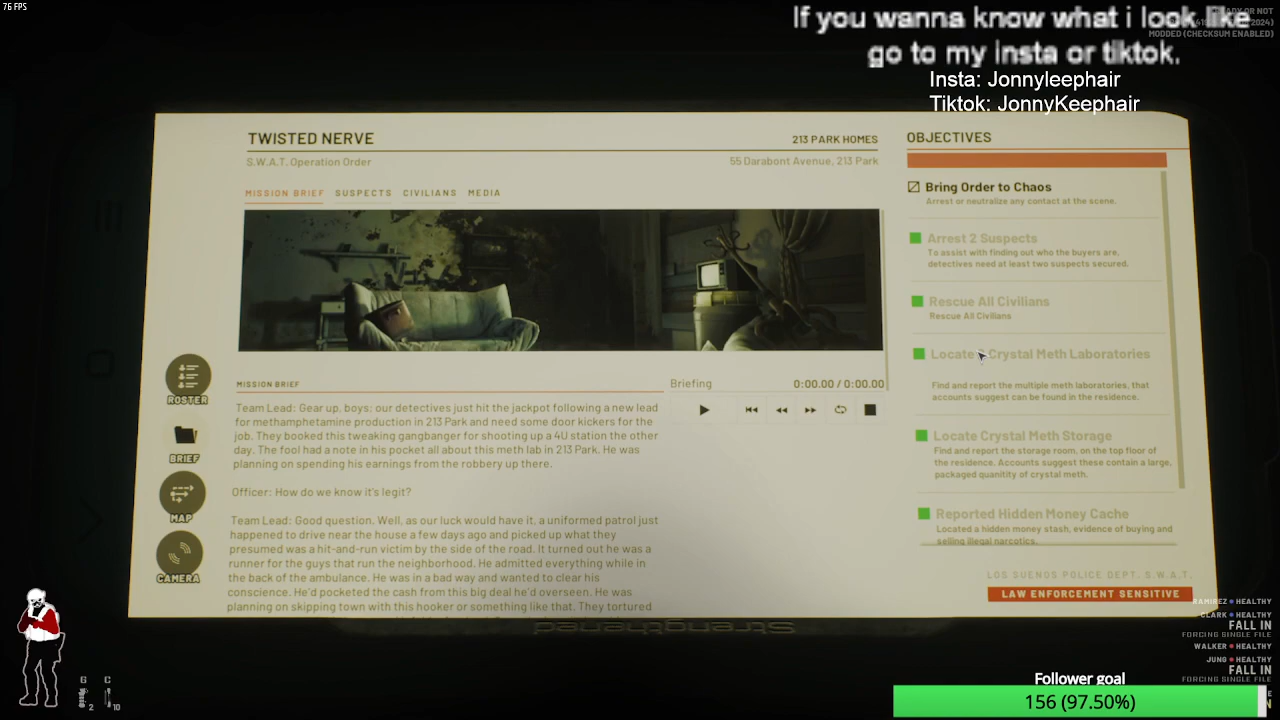 76 FPS
If you wanna know what i look like
go to my insta or tiktok.
MODDED (CHECKSUM ENABLED)
Insta: Jonnyleephair
Tiktok: JonnyKeephair
TWISTED NERVE
213 PARK HOMES
S.W.A.T. Operation Order
55 Darabont Avenue, 213 Park
MISSION BRIEF SUSPECTS CIVILIANS MEDIA
MISSION BRIEF
Briefing
0:00.00 / 0:00.00
Team Lead: Gear up, boys; our detectives just hit the jackpot following a new lead
for methamphetamine production in 213 Park and need some door kickers for the
job. They booked this tweaking gangbanger for shooting up a 4U station the other
day. The fool had a note in his pocket all about this meth lab in 213 Park. He was
planning on spending his earnings from the robbery up there.
Officer: How do we know it's legit?
Team Lead: Good question. Well, as our luck would have it, a uniformed patrol just
happened to drive near the house a few days ago and picked up what they
presumed was a hit-and-run victim by the side of the road. It turned out he was a
runner for the guys that run the neighborhood. He admitted everything while in
the back of the ambulance. He was in a bad way and wanted to clear his
conscience. He'd pocketed the cash from this big deal he'd overseen. He was
planning on skipping town with this hooker or something like that. They tortured
ROSTER
BRIEF
MAP
CAMERA
OBJECTIVES
Bring Order to Chaos
Arrest or neutralize any contact at the scene.
Arrest 2 Suspects
To assist with finding out who the buyers are,
detectives need at least two suspects secured.
Rescue All Civilians
Rescue All Civilians
Locate Crystal Meth Laboratories
Find and report the multiple meth laboratories, that
accounts suggest can be found in the residence.
Locate Crystal Meth Storage
Find and report the storage room, on the top floor of
the residence. Accounts suggest these contain a large,
packaged quantity of crystal meth.
Reported Hidden Money Cache
Located a hidden money stash, evidence of buying and
selling illegal narcotics.
LOS SUENOS POLICE DEPT. S.W.A.T.
LAW ENFORCEMENT SENSITIVE
Strengthened
RAMIREZ HEALTHY
CLARK HEALTHY
FALL IN
FORCING SINGLE FILE
WALKER HEALTHY
JUNG HEALTHY
FALL IN
FORCING SINGLE FILE
G C
2 10
Follower goal
156 (97.50%)